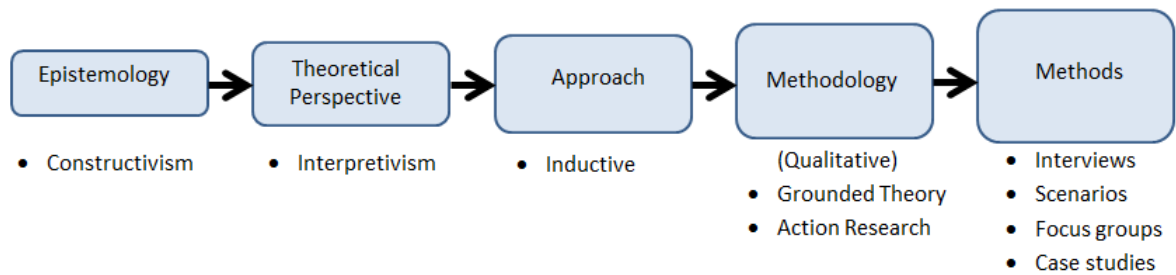 Epistemology
Theoretical
Perspective
Approach
Methodology
Methods
• Constructivism
• Interpretivism
• Inductive
(Qualitative)
• Grounded Theory
• Action Research
• Interviews
• Scenarios
• Focus groups
• Case studies